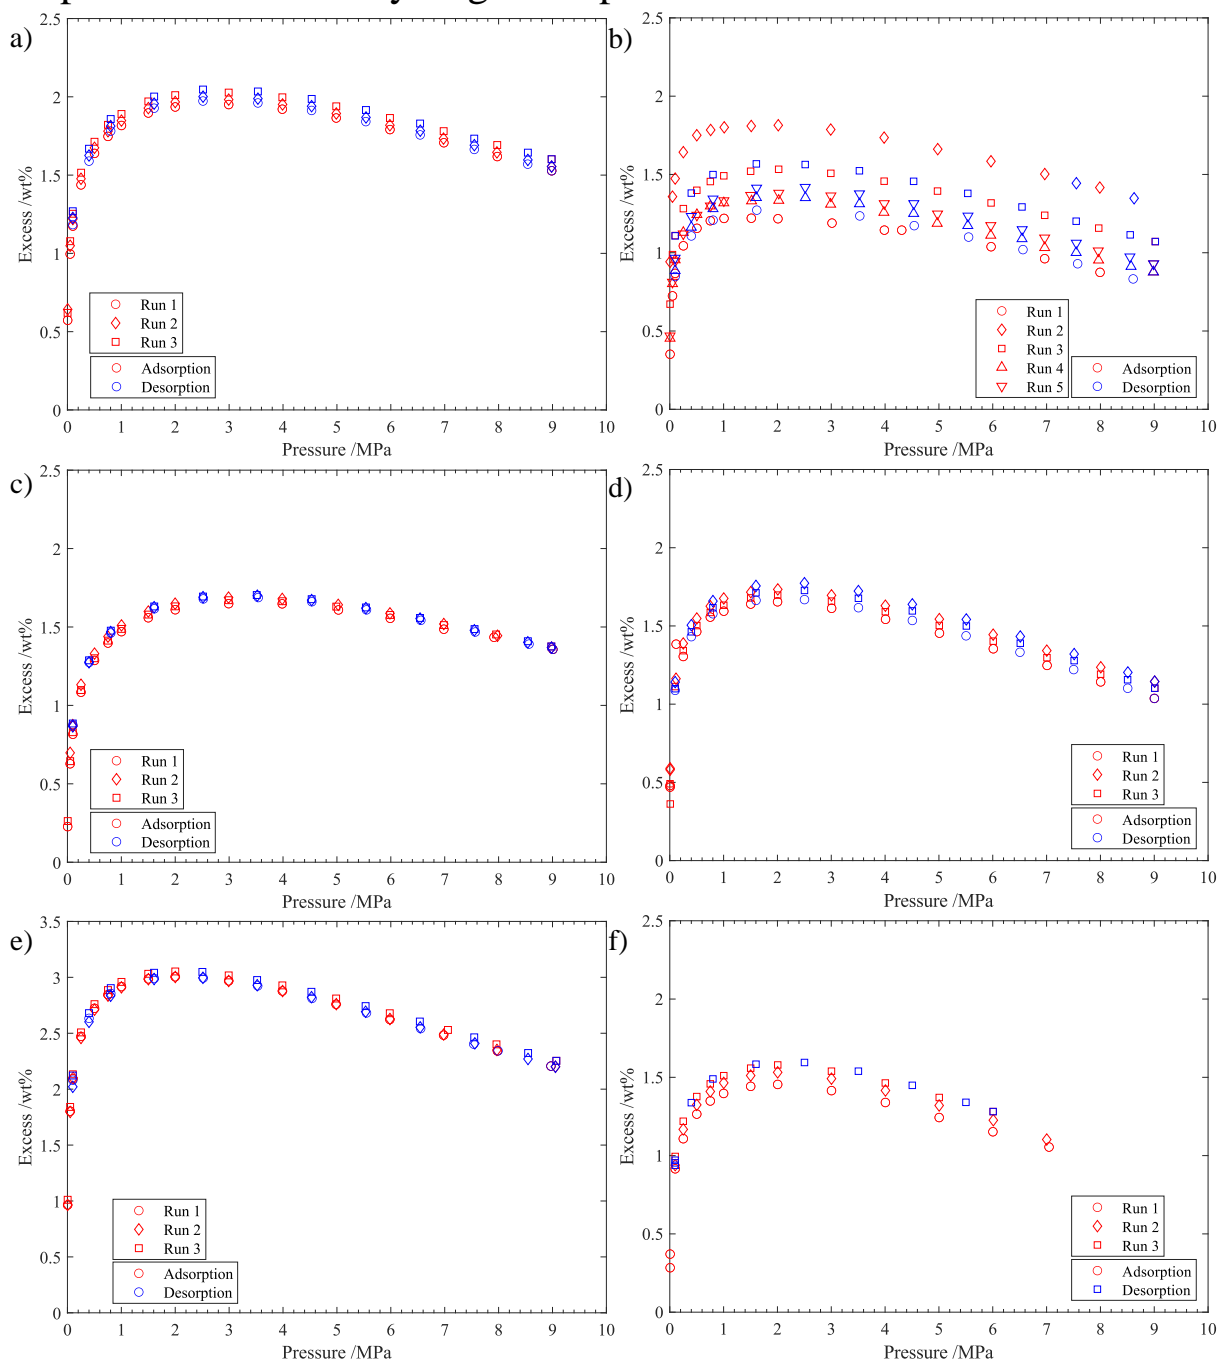 a)
2.5
2
1.5
1
0.5
0
Excess /wt%
Run 1
Run 2
Run 3
Adsorption
Desorption
0 1 2 3 4 5 6 7 8 9 10
Pressure /MPa
b)
2.5
2
1.5
1
0.5
0
Excess /wt%
Run 1
Run 2
Run 3
Run 4
Run 5
Adsorption
Desorption
0 1 2 3 4 5 6 7 8 9 10
Pressure /MPa
c)
2.5
2
1.5
1
0.5
0
Excess /wt%
Run 1
Run 2
Run 3
Adsorption
Desorption
0 1 2 3 4 5 6 7 8 9 10
Pressure /MPa
d)
2.5
2
1.5
1
0.5
0
Excess /wt%
Run 1
Run 2
Run 3
Adsorption
Desorption
0 1 2 3 4 5 6 7 8 9 10
Pressure /MPa
e)
3.5
3
2.5
2
1.5
1
0.5
0
Excess /wt%
Run 1
Run 2
Run 3
Adsorption
Desorption
0 1 2 3 4 5 6 7 8 9 10
Pressure /MPa
f)
2.5
2
1.5
1
0.5
0
Excess /wt%
Run 1
Run 2
Run 3
Adsorption
Desorption
0 1 2 3 4 5 6 7 8 9 10
Pressure /MPa